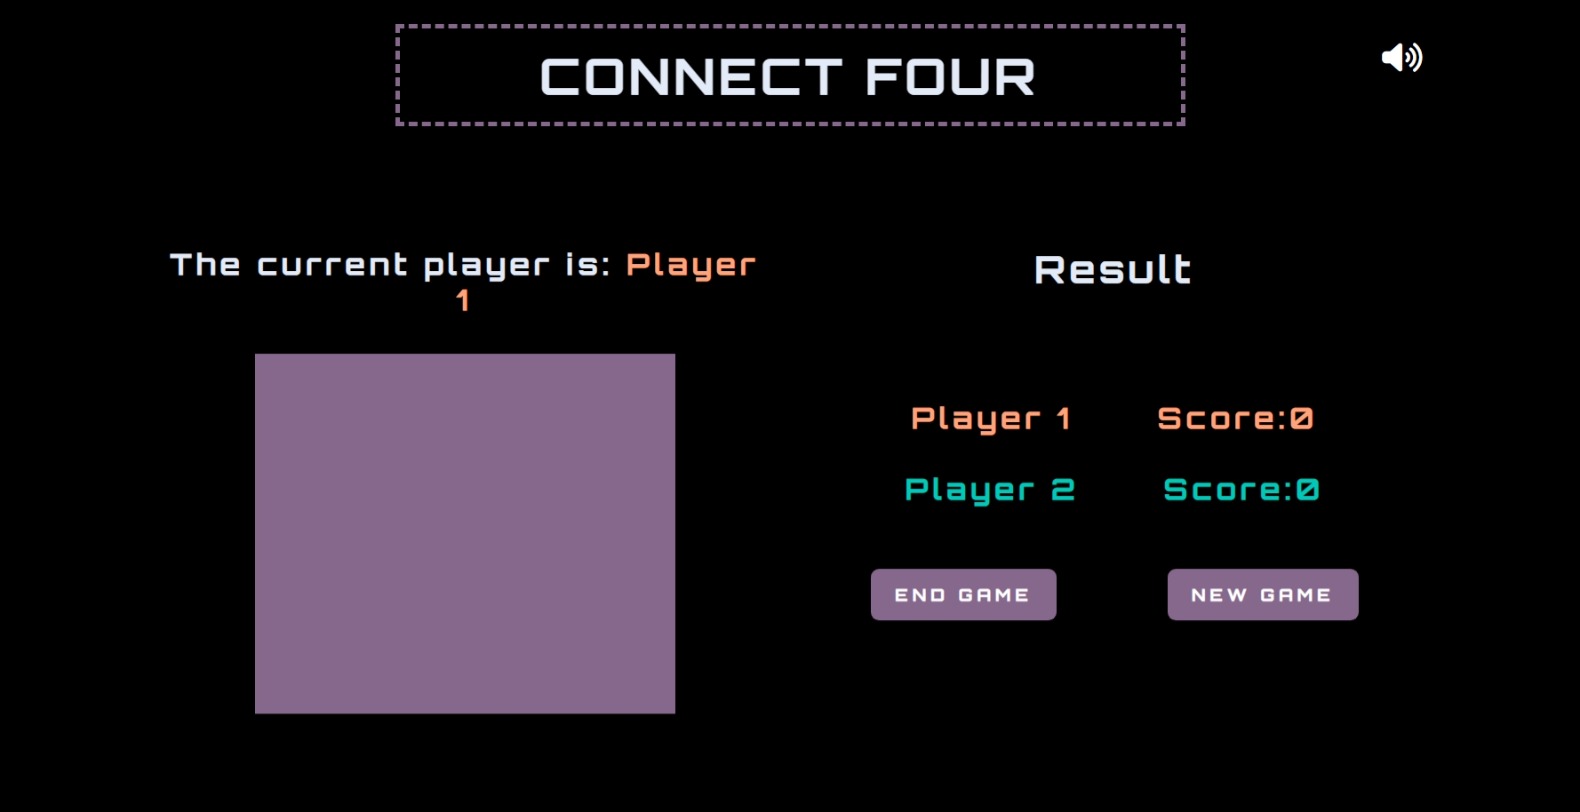 CONNECT FOUR
The current player is: Player
1
Result
Player 1 Score:0
Player 2 Score:0
END GAME NEW GAME